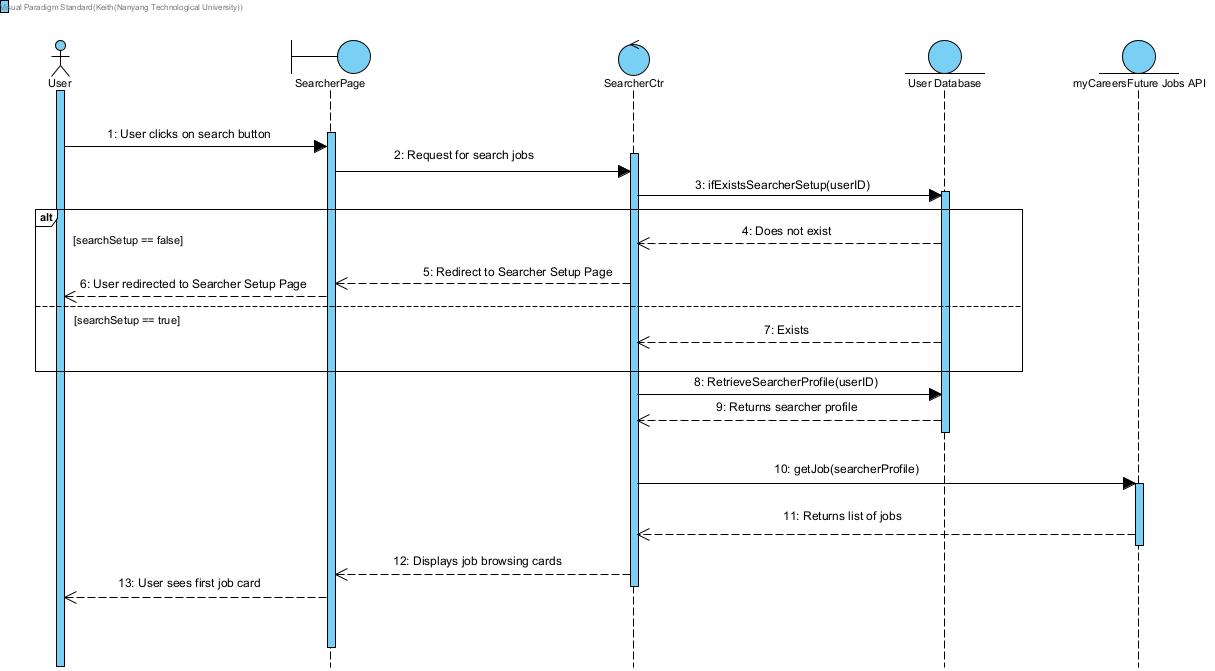 Visual Paradigm Standard(Keith(Nanyang Technological University))
User
SearcherPage
SearcherCtr
User Database
myCareersFuture Jobs API
1: User clicks on search button
2: Request for search jobs
3: ifExistsSearcherSetup(userID)
alt
[searchSetup == false]
4: Does not exist
5: Redirect to Searcher Setup Page
6: User redirected to Searcher Setup Page
[searchSetup == true]
7: Exists
8: RetrieveSearcherProfile(userID)
9: Returns searcher profile
10: getJob(searcherProfile)
11: Returns list of jobs
12: Displays job browsing cards
13: User sees first job card